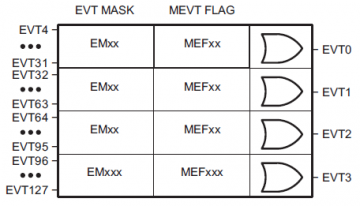 EVT MASK MEVT FLAG
EVT4
•••
EVT31
EMxx MEFxx EVT0
EVT32
•••
EVT63
EMxx MEFxx EVT1
EVT64
•••
EVT95
EMxx MEFxx EVT2
EVT96
•••
EVT127
EMxxx MEFxxx EVT3